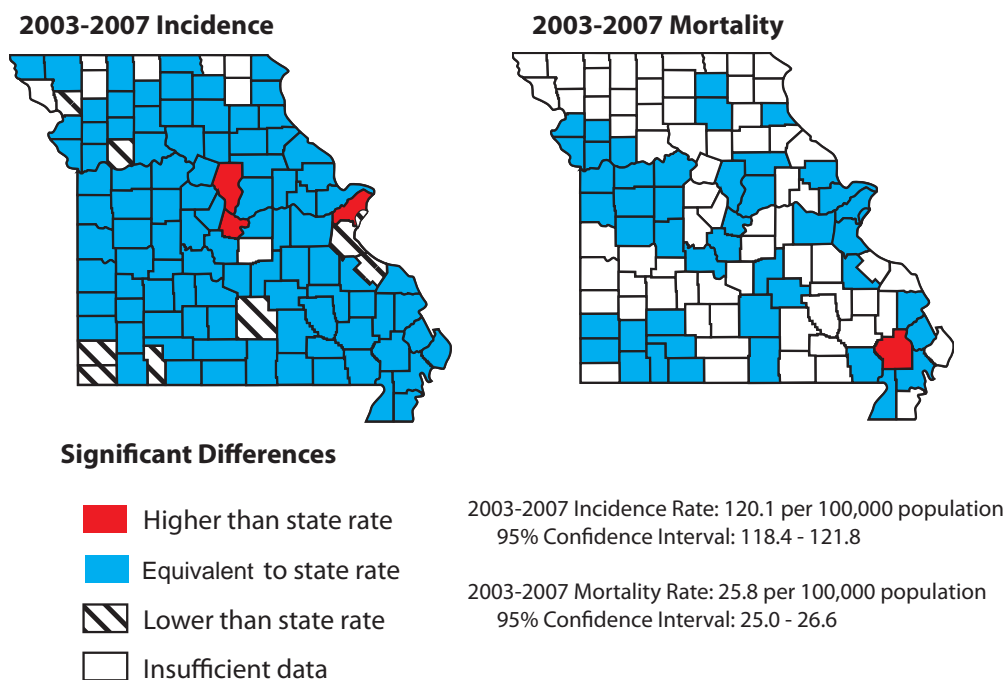 2003-2007 Incidence
2003-2007 Mortality
Significant Differences
Higher than state rate
Equivalent to state rate
Lower than state rate
Insufficient data
2003-2007 Incidence Rate: 120.1 per 100,000 population
95% Confidence Interval: 118.4 - 121.8
2003-2007 Mortality Rate: 25.8 per 100,000 population
95% Confidence Interval: 25.0 - 26.6